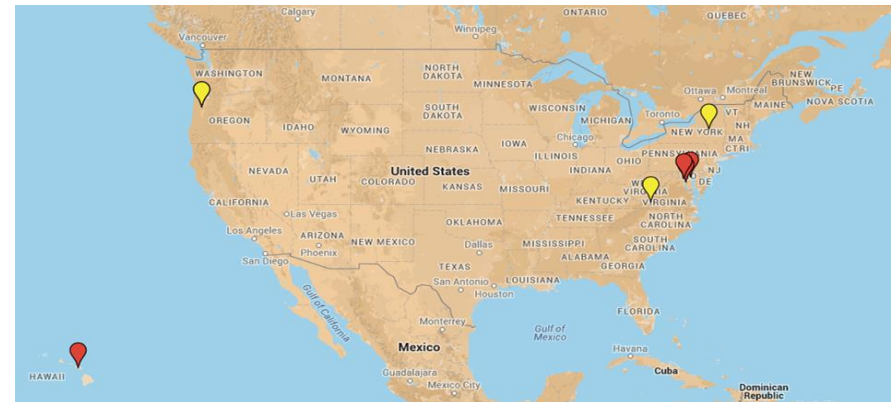 Calgary
ONTARIO
QUEBEC
Vancouver
Winnipeg
WASHINGTON
MONTANA
NORTH
DAKOTA
MINNESOTA
Ottawa
Montreal
NEW
BRUNSWICK
PE
NOVA SCOTIA
MAINE
VT
OREGON
IDAHO
SOUTH
DAKOTA
WISCONSIN
MICHIGAN
Toronto
NEW YORK
NH
MA
CT
RI
WYOMING
IOWA
Chicago
NEBRASKA
ILLINOIS
INDIANA
OHIO
PENNSYLVANIA
NJ
DE
NEVADA
UTAH
COLORADO
United States
KANSAS
MISSOURI
KENTUCKY
VIRGINIA
CALIFORNIA
Las Vegas
TENNESSEE
NORTH
CAROLINA
Los Angeles
ARIZONA
NEW MEXICO
OKLAHOMA
Dallas
MISSISSIPPI
SOUTH
CAROLINA
Phoenix
San Diego
ALABAMA
GEORGIA
TEXAS
San Antonio
LOUISIANA
Houston
Gulf of California
FLORIDA
Monterrey
Gulf of
Mexico
Mexico
Havana
HAWAII
Guadalajara
Mexico City
Cuba
Dominican
Republic